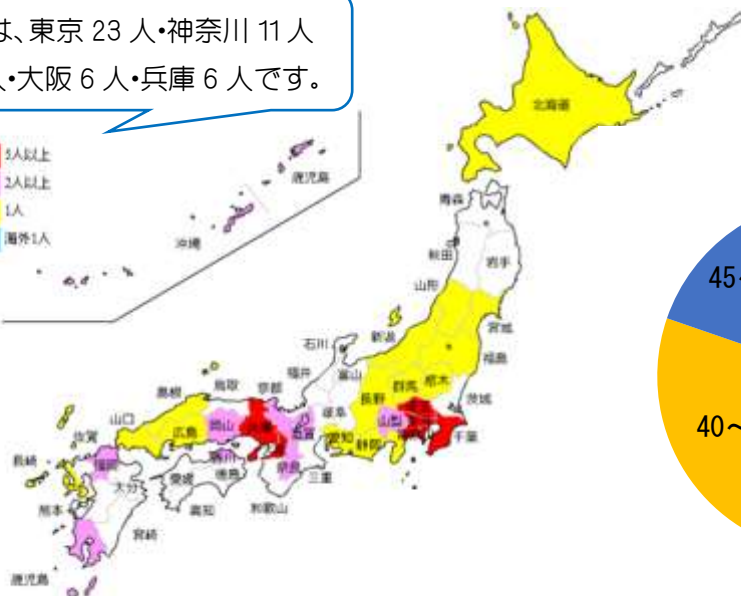 は、東京 23 人・神奈川 11 人
人・大阪 6 人・兵庫 6 人です。
5人以上
2人以上
1人
海外1人
北海道
鹿児島
沖縄
青森
秋田
岩手
山形
宮城
新潟
石川
福島
福井
富山
群馬
栃木
茨城
長野
島根
鳥取
京都
岐阜
山梨
千葉
山口
広島
岡山
滋賀
愛知
静岡
佐賀
福岡
香川
奈良
三重
長崎
大分
愛媛
徳島
熊本
高知
和歌山
宮崎
鹿児島
45
40～